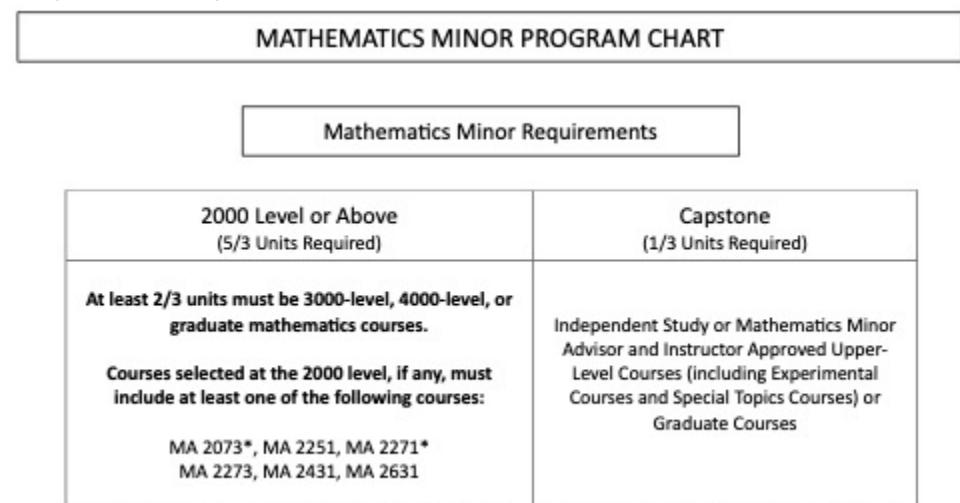 MATHEMATICS MINOR PROGRAM CHART
Mathematics Minor Requirements
2000 Level or Above
(5/3 Units Required)
At least 2/3 units must be 3000-level, 4000-level, or
graduate mathematics courses.
Courses selected at the 2000 level, if any, must
include at least one of the following courses:
MA 2073*, MA 2251, MA 2271*
MA 2273, MA 2431, MA 2631
Capstone
(1/3 Units Required)
Independent Study or Mathematics Minor
Advisor and Instructor Approved Upper-
Level Courses (including Experimental
Courses and Special Topics Courses) or
Graduate Courses